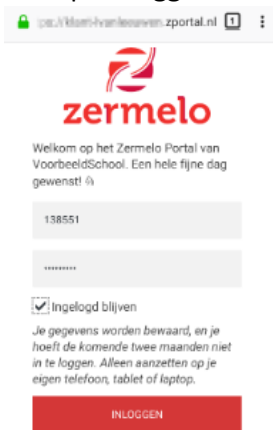 zportal.nl 1
zermelo
Welkom op het Zermelo Portal van
VoorbeeldSchool. Een hele fijne dag
gewenst!
138551
Ingelogd blijven
Je gegevens worden bewaard, en je
hoeft de komende twee maanden niet
in te loggen. Alleen aanzetten op je
eigen telefoon, tablet of laptop.
INLOGGEN